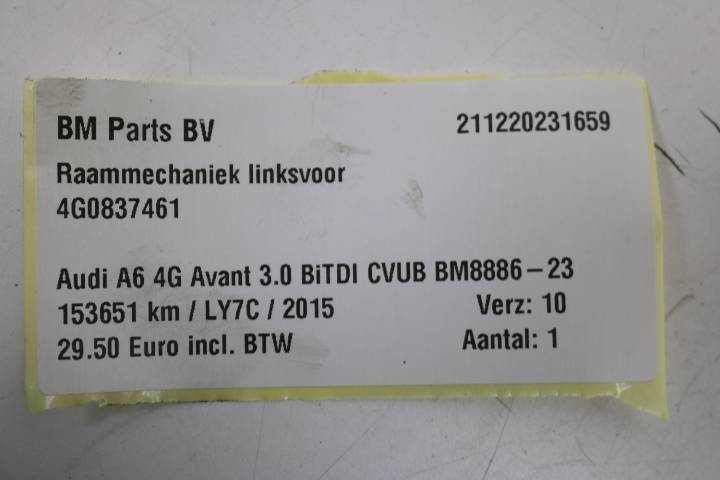 BM Parts BV 211220231659
Raammechaniek linksvoor
4G0837461
Audi A6 4G Avant 3.0 BiTDI CVUB BM8886-23
153651 km / LY7C / 2015 Verz: 10
29.50 Euro incl. BTW Aantal: 1